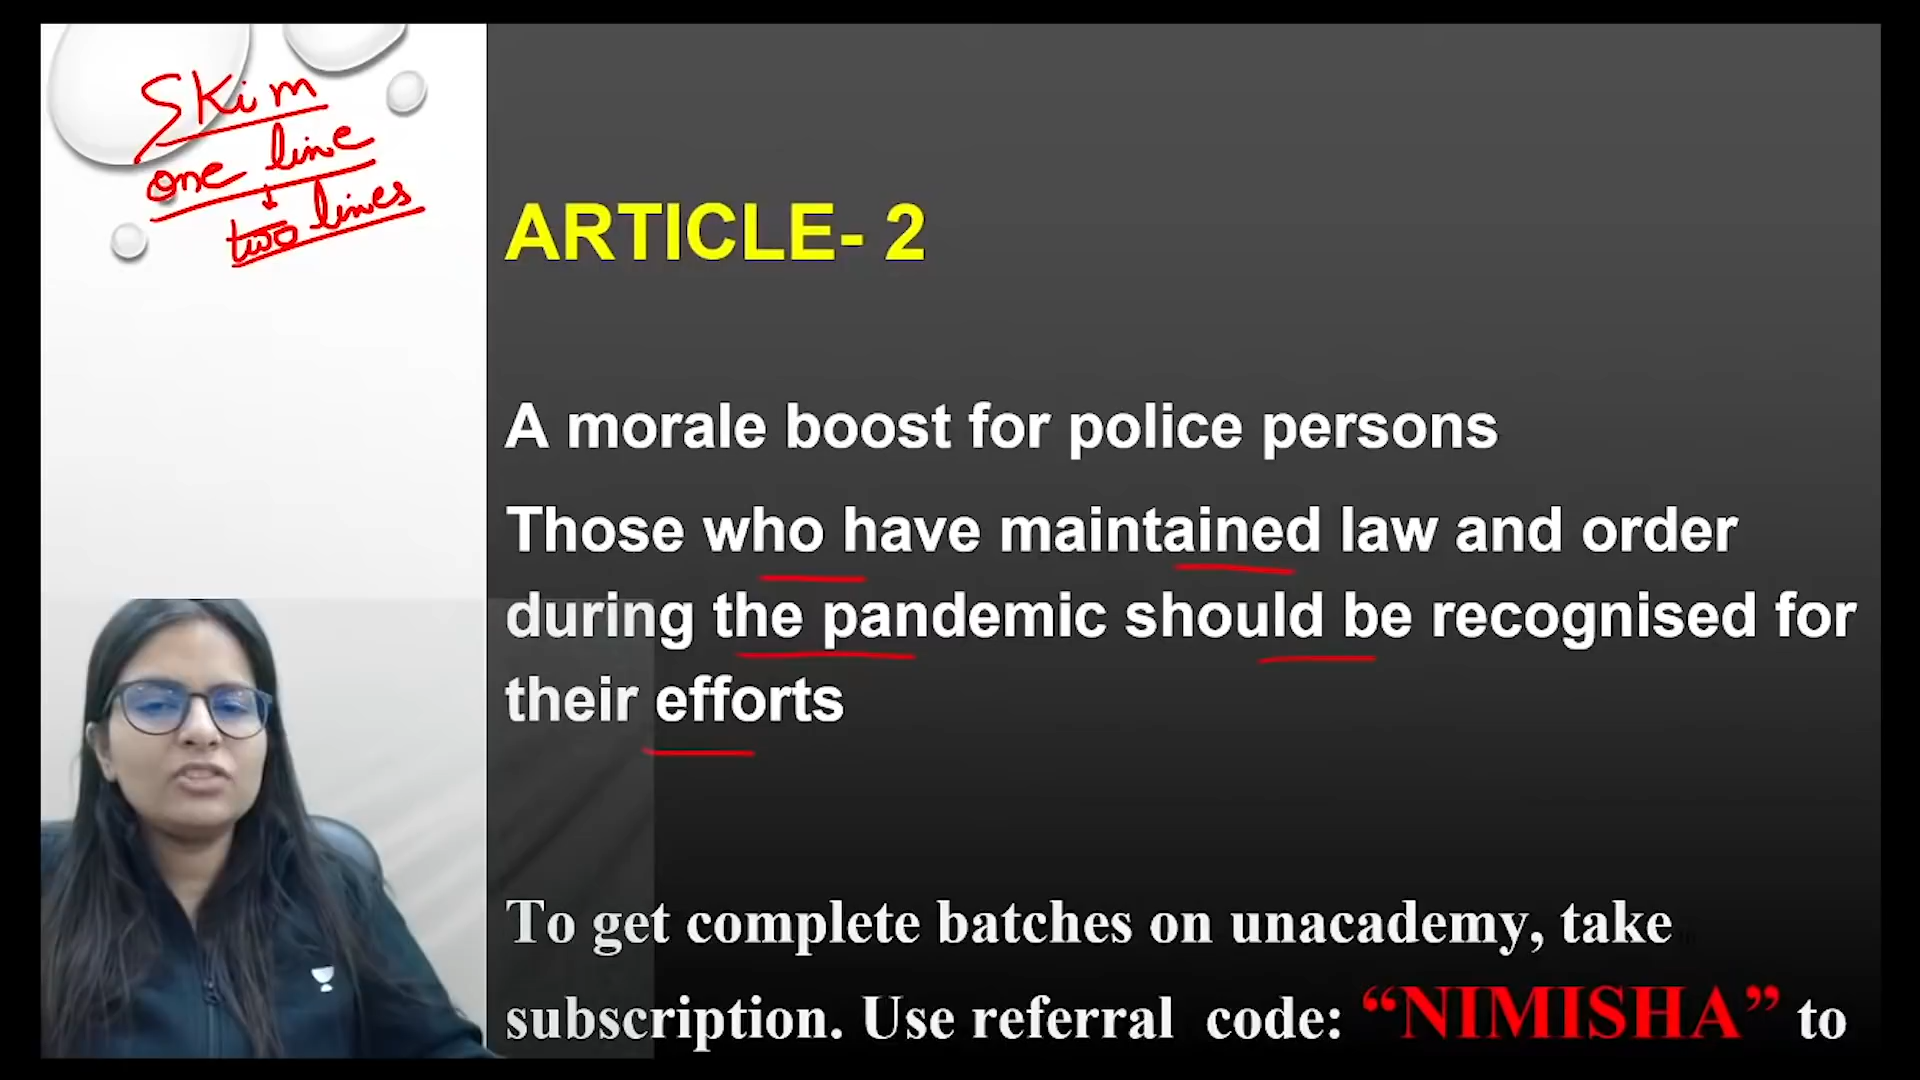 Skim
one line
two lines
ARTICLE- 2
A morale boost for police persons
Those who have maintained law and order
during the pandemic should be recognised for
their efforts
To get complete batches on unacademy, take
subscription. Use referral code: “NIMISHA” to